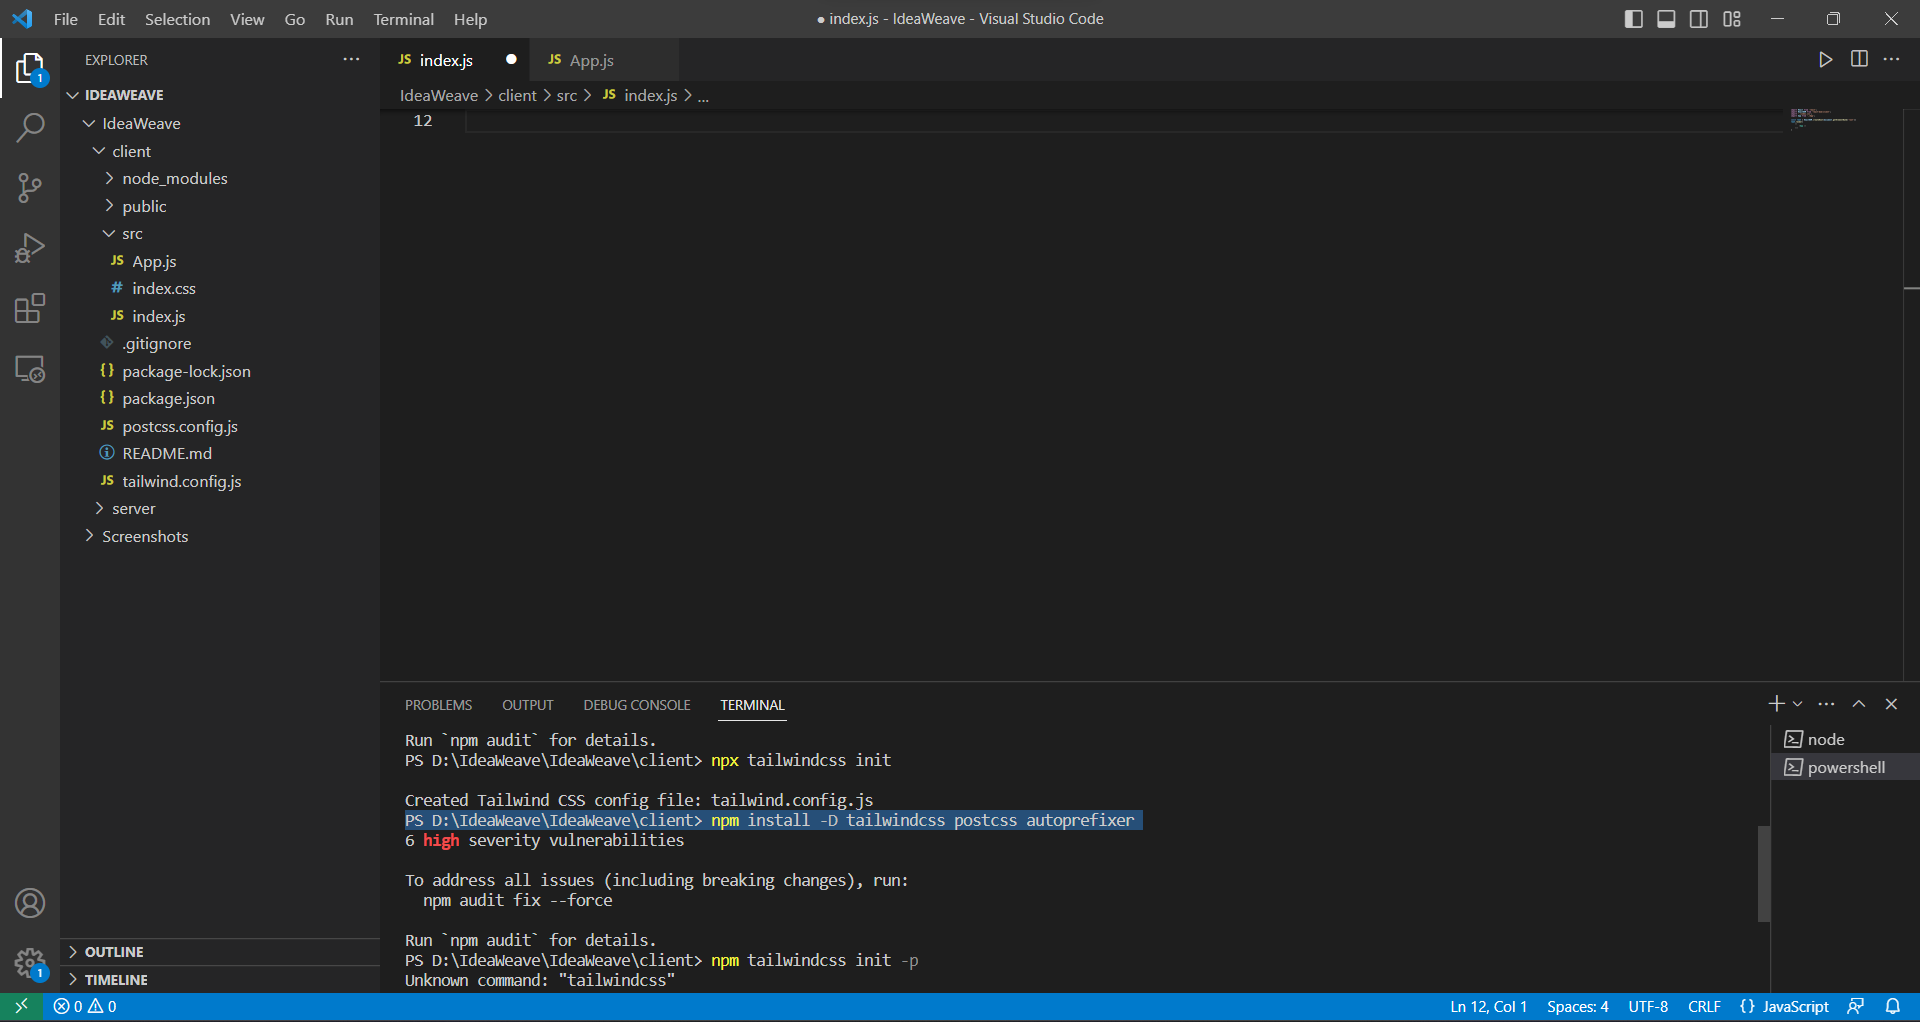 File Edit Selection View Go Run Terminal Help
● index.js - IdeaWeave - Visual Studio Code
1
EXPLORER
IDEAWEAVE
IdeaWeave
client
node_modules
public
src
JS App.js
# index.css
JS index.js
.gitignore
{} package-lock.json
{} package.json
JS postcss.config.js
README.md
JS tailwind.config.js
server
Screenshots
OUTLINE
TIMELINE
1
JS index.js
JS App.js
IdeaWeave > client > src > JS index.js > ...
12
PROBLEMS OUTPUT DEBUG CONSOLE TERMINAL
Run `npm audit` for details.
PS D:\IdeaWeave\IdeaWeave\client> npx tailwindcss init
Created Tailwind CSS config file: tailwind.config.js
PS D:\IdeaWeave\IdeaWeave\client> npm install -D tailwindcss postcss autoprefixer
6 high severity vulnerabilities
To address all issues (including breaking changes), run:
npm audit fix --force
Run `npm audit` for details.
PS D:\IdeaWeave\IdeaWeave\client> npm tailwindcss init -p
Unknown command: "tailwindcss"
node
powershell
0 0
Ln 12, Col 1 Spaces: 4 UTF-8 CRLF {} JavaScript